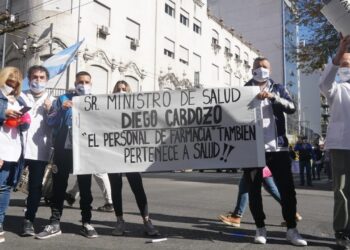 SR. MINISTRO DE SALUD
DIEGO CARDOZO
"EL PERSONAL DE FARMACIA" TAMBIEN
PERTENECE A SALUD!!